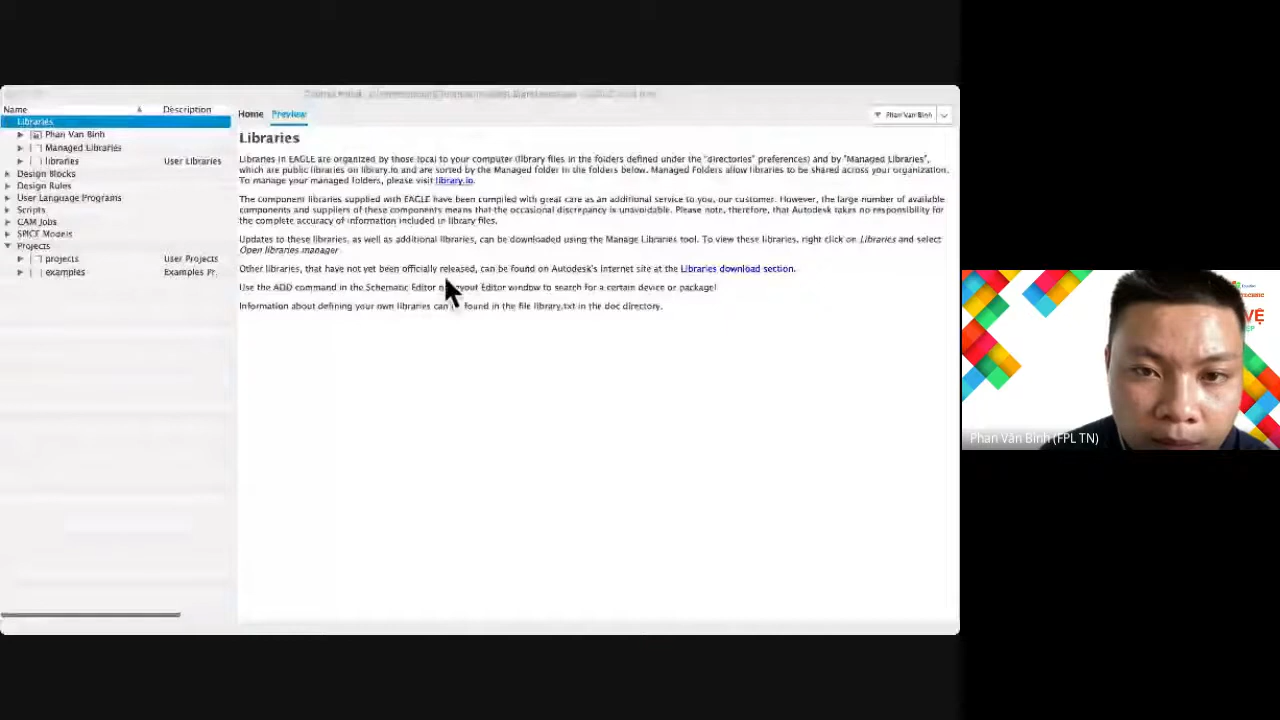 Name Description
Libraries
Phan Van Binh
Managed Libraries
libraries User Libraries
Design Blocks
Design Rules
User Language Programs
Scripts
CAM Jobs
SPICE Models
Projects
projects User Projects
examples Examples Pr.
Home Preview
Phan Van Binh
Libraries
Libraries in EAGLE are organized by those local to your computer (library files in the folders defined under the "directories" preferences) and by "Managed Libraries",
which are public libraries on library.io and are sorted by the Managed folder in the folders below. Managed Folders allow libraries to be shared across your organization.
To manage your managed folders, please visit library.io.
The component libraries supplied with EAGLE have been compiled with great care as an additional service to you, our customer. However, the large number of available
components and suppliers of these components means that the occasional discrepancy is unavoidable. Please note, therefore, that Autodesk takes no responsibility for
the complete accuracy of information included in library files.
Updates to these libraries, as well as additional libraries, can be downloaded using the Manage Libraries tool. To view these libraries, right click on Libraries and select
Open libraries manager
Other libraries, that have not yet been officially released, can be found on Autodesk's Internet site at the Libraries download section.
Use the ADD command in the Schematic Editor Editor window to search for a certain device or package!
Information about defining your own libraries can found in the file library.txt in the doc directory.
VỆ
Phan Văn Bình (FPL TN)